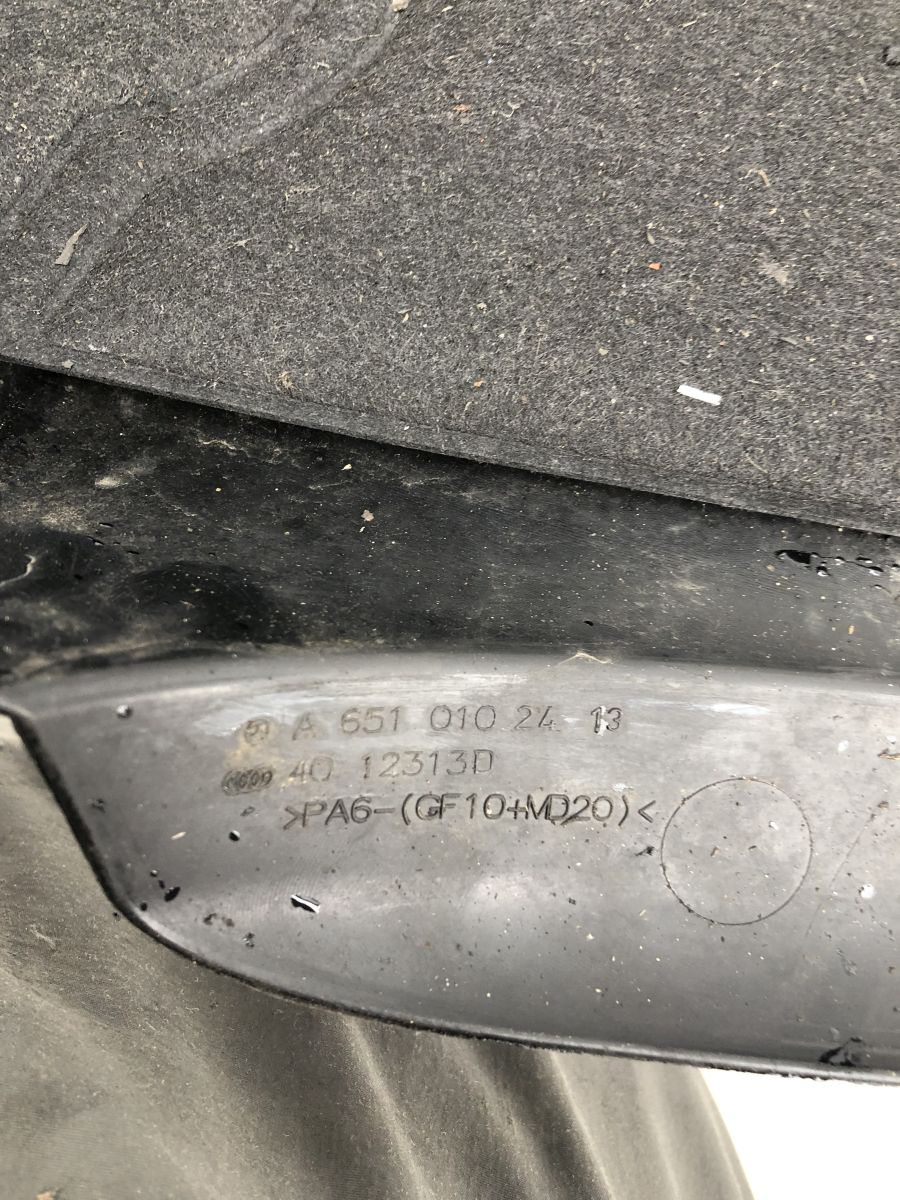 A 651 010 24 13
40 12313D
>PA6-(GF10+MD20)<